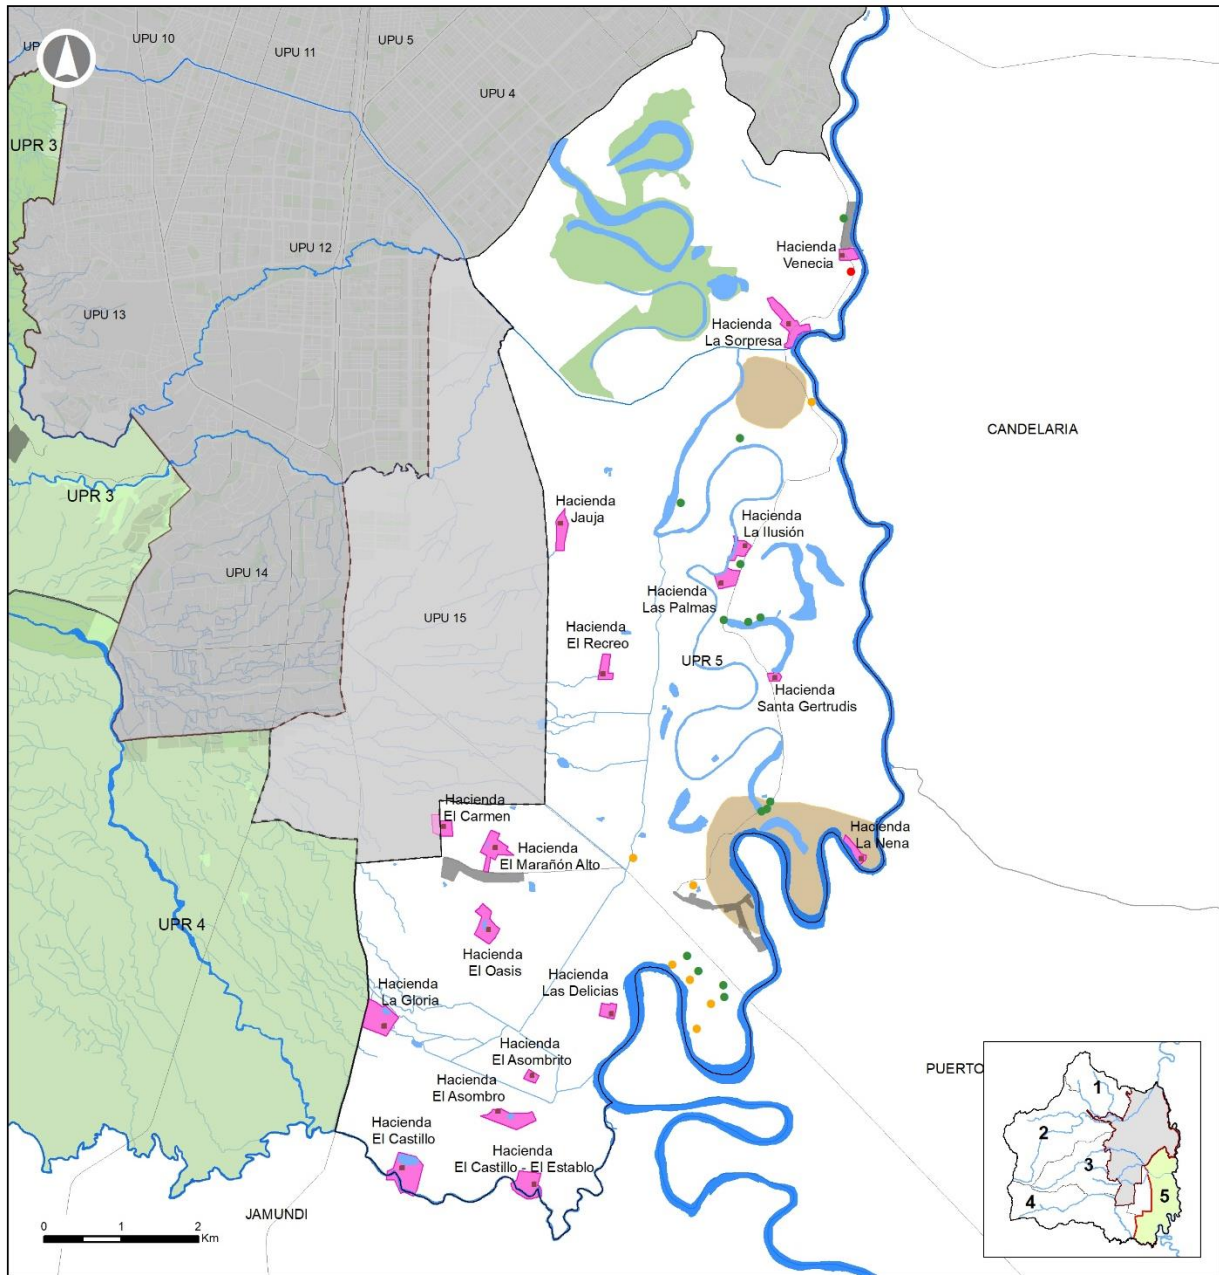 UPU 10
UPU 11
UPU 5
UPU 4
UPR 3
UPU 12
Hacienda
Venecia
UPU 13
Hacienda
La Sorpresa
CANDELARIA
UPR 3
Hacienda
Jauja
Hacienda
La Ilusión
UPU 14
Hacienda
Las Palmas
UPU 15
Hacienda
El Recreo
UPR 5
Hacienda
Santa Gertrudis
Hacienda
El Carmen
Hacienda
El Marañón Alto
Hacienda
La Nena
UPR 4
Hacienda
El Oasis
Hacienda
La Gloria
Hacienda
Las Delicias
Hacienda
El Asombrito
Hacienda
El Asombro
Hacienda
El Castillo
Hacienda
El Castillo - El Establo
PUERTO
JAMUNDI
0 1 2
Km
1
2
3
4
5